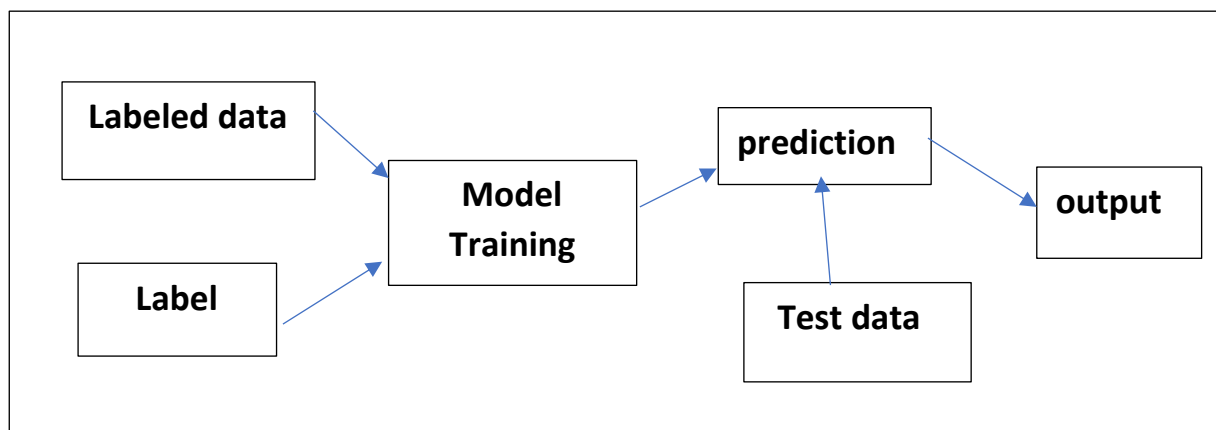 Labeled data
Label
Model
Training
prediction
Test data
output